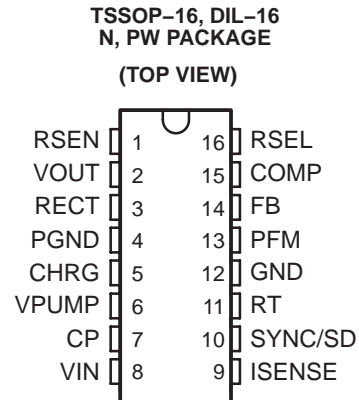 TSSOP–16, DIL–16
N, PW PACKAGE
(TOP VIEW)
RSEN 1 16 RSEL
VOUT 2 15 COMP
RECT 3 14 FB
PGND 4 13 PFM
CHRG 5 12 GND
VPUMP 6 11 RT
CP 7 10 SYNC/SD
VIN 8 9 ISENSE